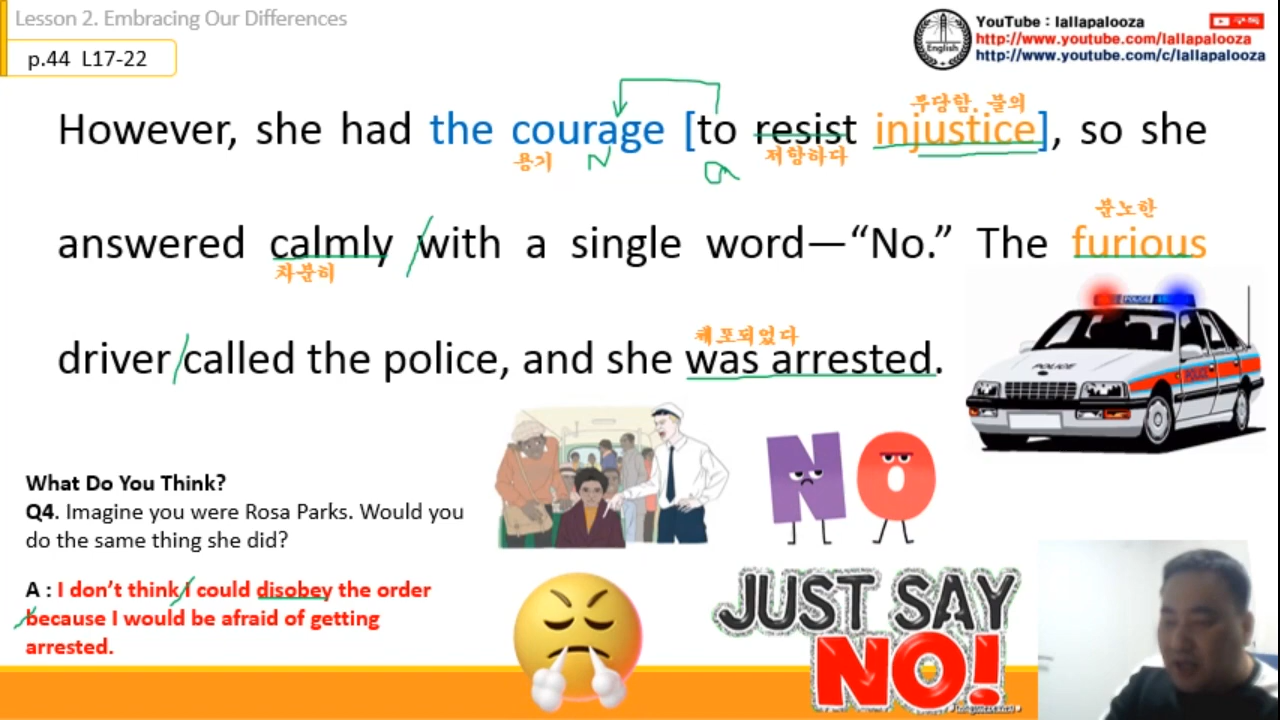 Lesson 2. Embracing Our Differences
p.44 L17-22
English
YouTube : lallapalooza
구독
http://www.youtube.com/lallapalooza
http://www.youtube.com/c/lallapalooza
부당함, 불의
However, she had the courage [to resist injustice], so she
용기 N 저항하다
a
분노한
answered calmly with a single word—“No.” The furious
차분히
체포되었다
driver called the police, and she was arrested.
POLICE
POLICE
POLICE
What Do You Think?
Q4. Imagine you were Rosa Parks. Would you
do the same thing she did?
A : I don’t think I could disobey the order
because I would be afraid of getting
arrested.
NO
JUST SAY
NO!